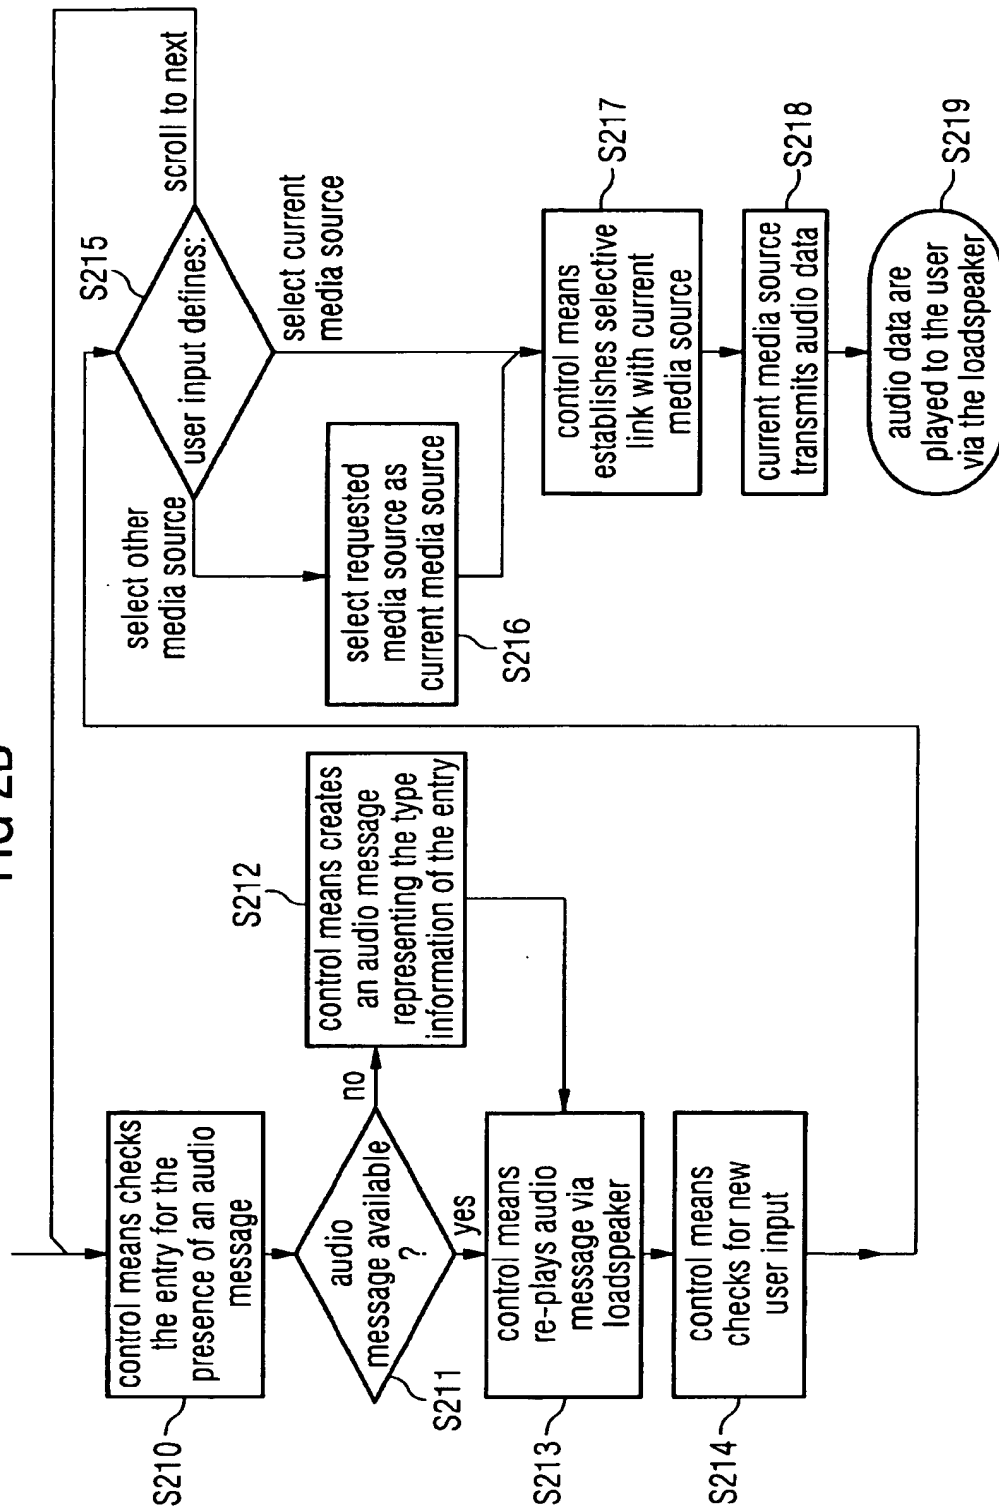 control means checks
the entry for the
presence of an audio
message
S210
audio
message available
?
S211
no
yes
control means creates
an audio message
representing the type
information of the entry
S212
control means
re-plays audio
message via
loadspeaker
S213
control means
checks for new
user input
S214
user input defines:
S215
scroll to next
select current
media source
select other
media source
select requested
media source as
current media source
S216
control means
establishes selective
link with current
media source
S217
current media source
transmits audio data
S218
audio data are
played to the user
via the loadspeaker
S219